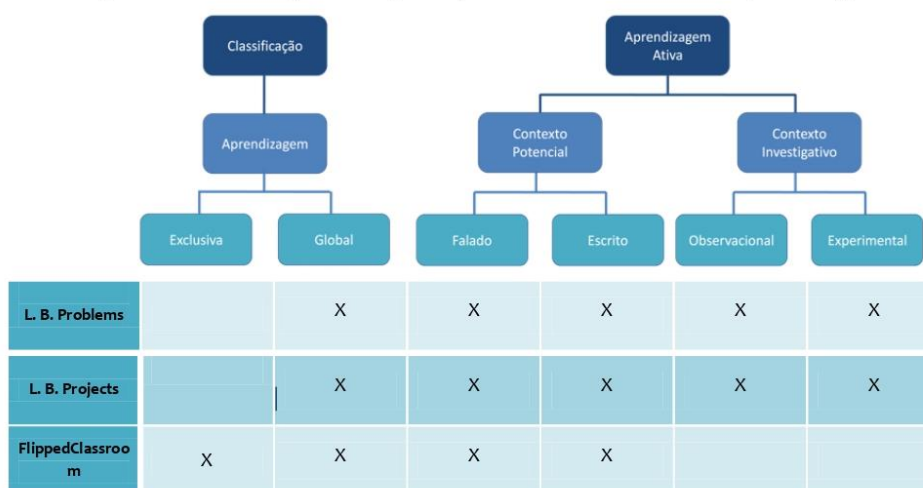 Classificação
Aprendizagem
Ativa
Aprendizagem
Contexto
Potencial
Contexto
Investigativo
Exclusiva
Global
Falado
Escrito
Observacional
Experimental
L. B. Problems
X
X
X
X
X
L. B. Projects
X
X
X
X
X
FlippedClassroo
m
X
X
X
X